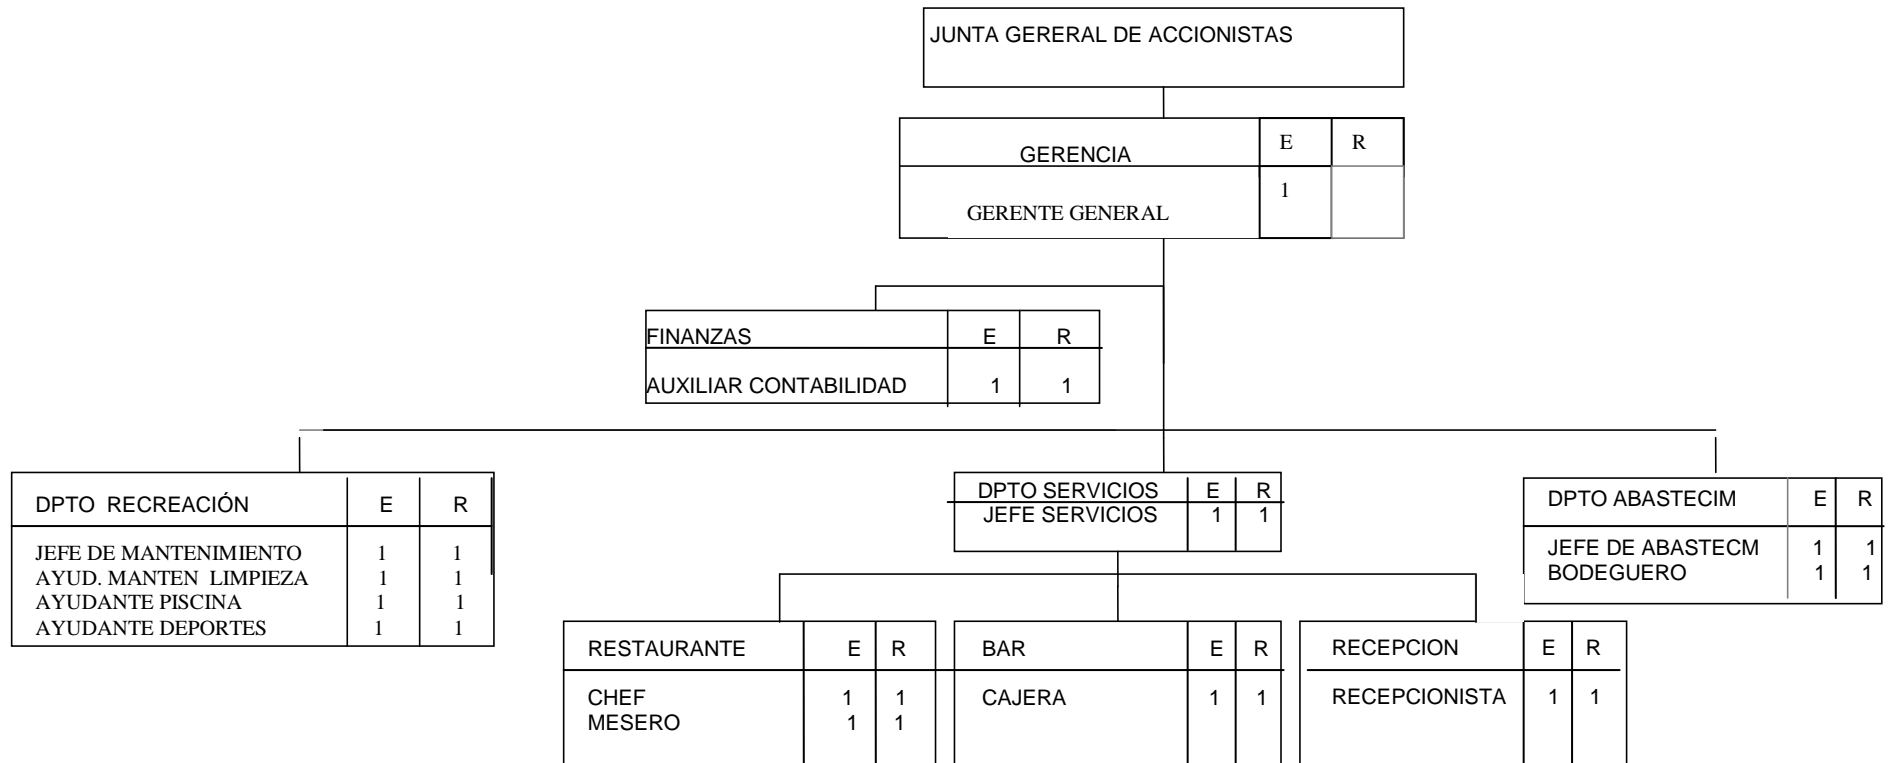 JUNTA GERERAL DE ACCIONISTAS
GERENCIA E R
GERENTE GENERAL 1
FINANZAS E R
AUXILIAR CONTABILIDAD 1 1
DPTO RECREACIÓN E R
JEFE DE MANTENIMIENTO 1 1
AYUD. MANTEN LIMPIEZA 1 1
AYUDANTE PISCINA 1 1
AYUDANTE DEPORTES 1 1
DPTO SERVICIOS E R
JEFE SERVICIOS 1 1
DPTO ABASTECIM E R
JEFE DE ABASTECM 1 1
BODEGUERO 1 1
RESTAURANTE E R
CHEF 1 1
MESERO 1 1
BAR E R
CAJERA 1 1
RECEPCION E R
RECEPCIONISTA 1 1